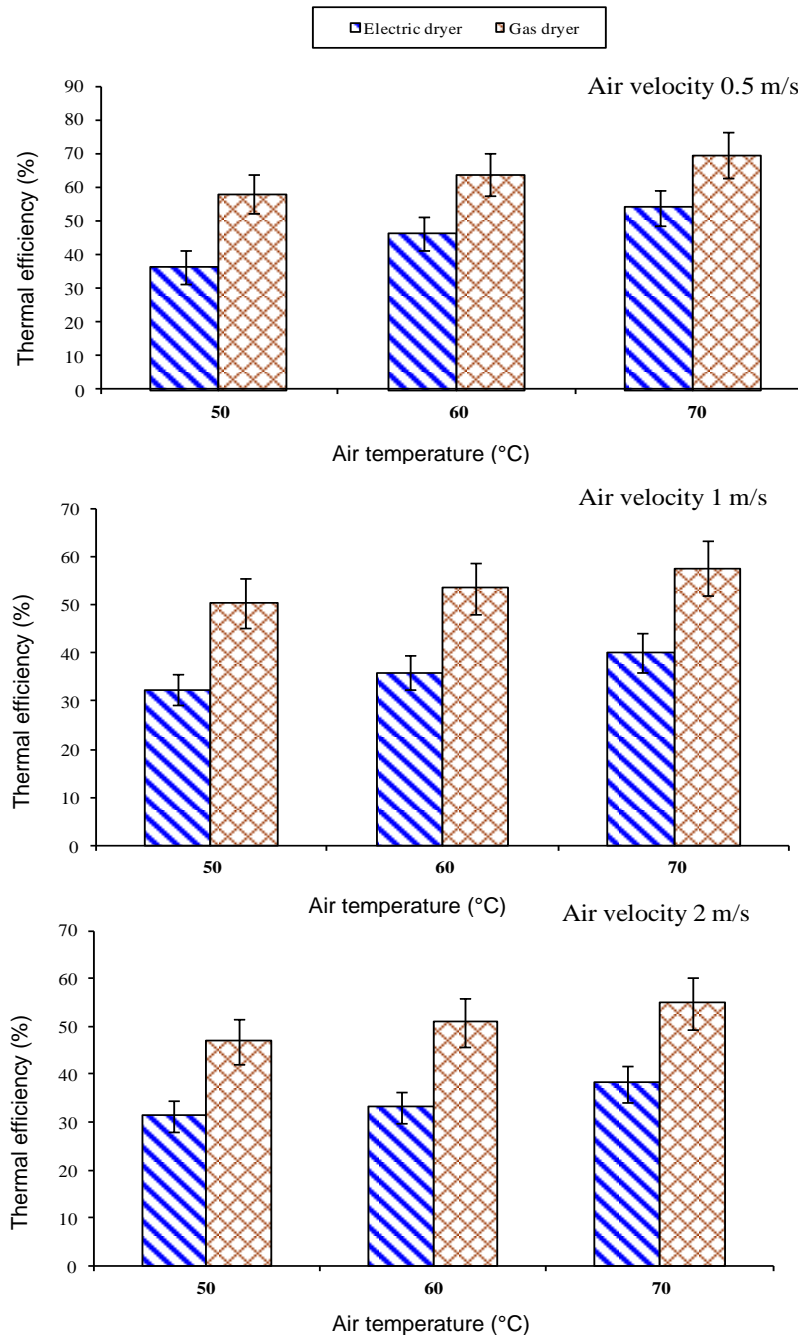 Electric dryer Gas dryer
Air velocity 0.5 m/s
Thermal efficiency (%)
90
80
70
60
50
40
30
20
10
0
50 60 70
Air temperature (°C)
Air velocity 1 m/s
Thermal efficiency (%)
70
60
50
40
30
20
10
0
50 60 70
Air temperature (°C)
Air velocity 2 m/s
Thermal efficiency (%)
70
60
50
40
30
20
10
0
50 60 70
Air temperature (°C)